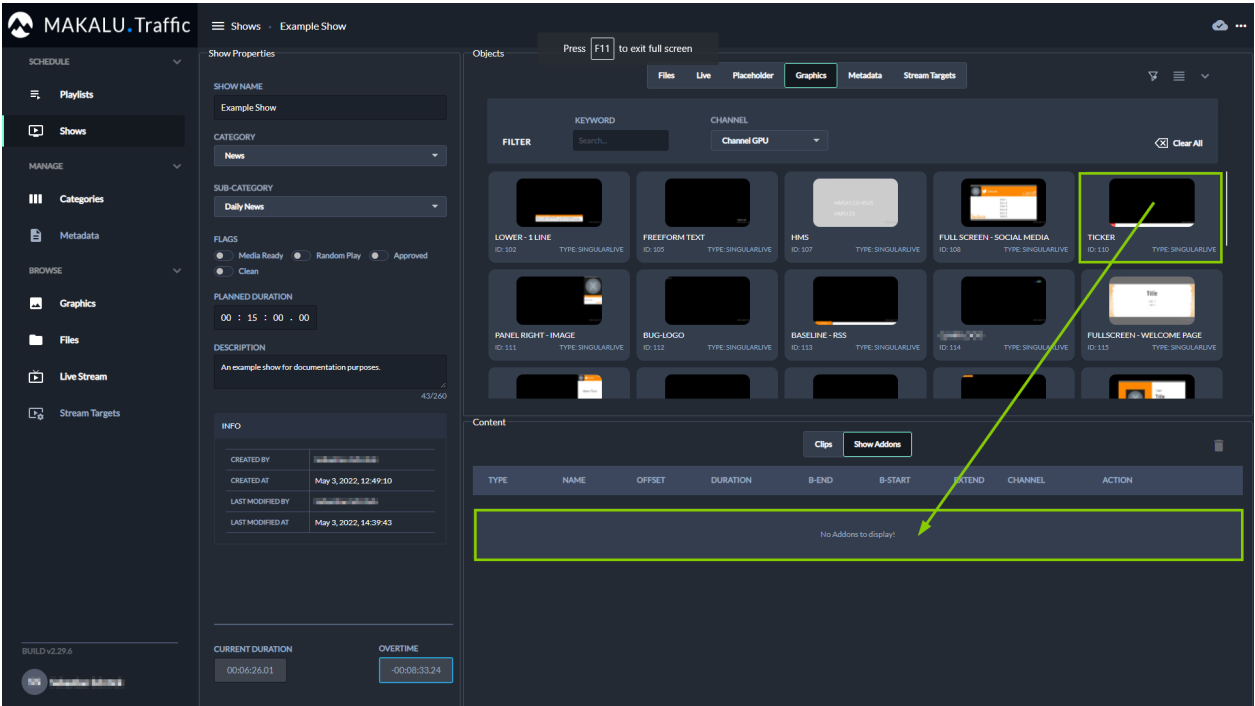 MAKALU.Traffic
Shows · Example Show
Press F11 to exit full screen
SCHEDULE
Playlists
Shows
MANAGE
Categories
Metadata
BROWSE
Graphics
Files
Live Stream
Stream Targets
BUILD v2.29.6
Show Properties
SHOW NAME
Example Show
CATEGORY
News
SUB-CATEGORY
Daily News
FLAGS
Media Ready Random Play Approved
Clean
PLANNED DURATION
00 : 15 : 00 . 00
DESCRIPTION
An example show for documentation purposes.
43/260
INFO
CREATED BY
CREATED AT May 3, 2022, 12:49:10
LAST MODIFIED BY
LAST MODIFIED AT May 3, 2022, 14:39:43
CURRENT DURATION OVERTIME
00:06:26.01 -00:08:33.24
Objects
Files Live Placeholder Graphics Metadata Stream Targets
KEYWORD CHANNEL
FILTER Search... Channel GPU Clear All
LOWER - 1 LINE
ID: 102 TYPE: SINGULARLIVE
FREEFORM TEXT
ID: 105 TYPE: SINGULARLIVE
HMS
ID: 107 TYPE: SINGULARLIVE
FULL SCREEN - SOCIAL MEDIA
ID: 108 TYPE: SINGULARLIVE
TICKER
ID: 110 TYPE: SINGULARLIVE
PANEL RIGHT - IMAGE
ID: 111 TYPE: SINGULARLIVE
BUG-LOGO
ID: 112 TYPE: SINGULARLIVE
BASELINE - RSS
ID: 113 TYPE: SINGULARLIVE
ID: 114 TYPE: SINGULARLIVE
Title
FULLSCREEN - WELCOME PAGE
ID: 115 TYPE: SINGULARLIVE
Content
Clips Show Addons
TYPE NAME OFFSET DURATION B-END B-START EXTEND CHANNEL ACTION
No Addons to display!